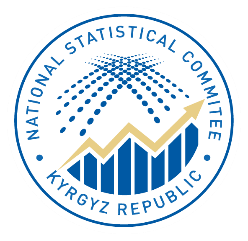 NATIONAL STATISTICAL COMMITEE
KYRGYZ REPUBLIC